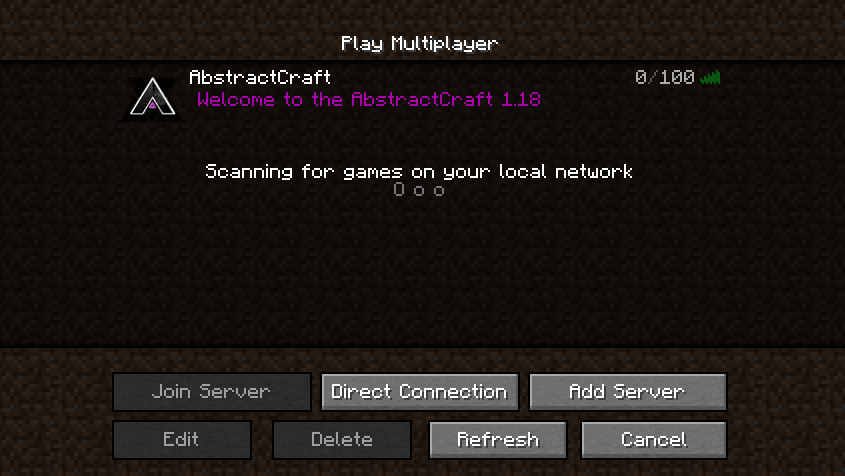 Play Multiplayer
AbstractCraft 0/100
Welcome to the AbstractCraft 1.18
Scanning for games on your local network
O o o
Join Server Direct Connection Add Server
Edit Delete Refresh Cancel